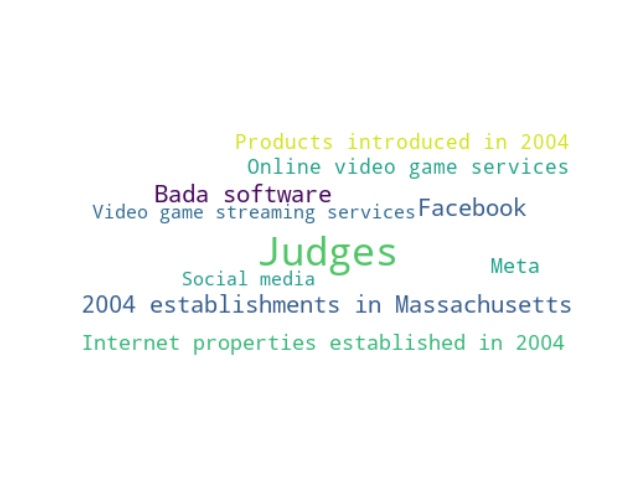 Products introduced in 2004
Online video game services
Bada software
Video game streaming services
Facebook
Judges
Meta
Social media
2004 establishments in Massachusetts
Internet properties established in 2004